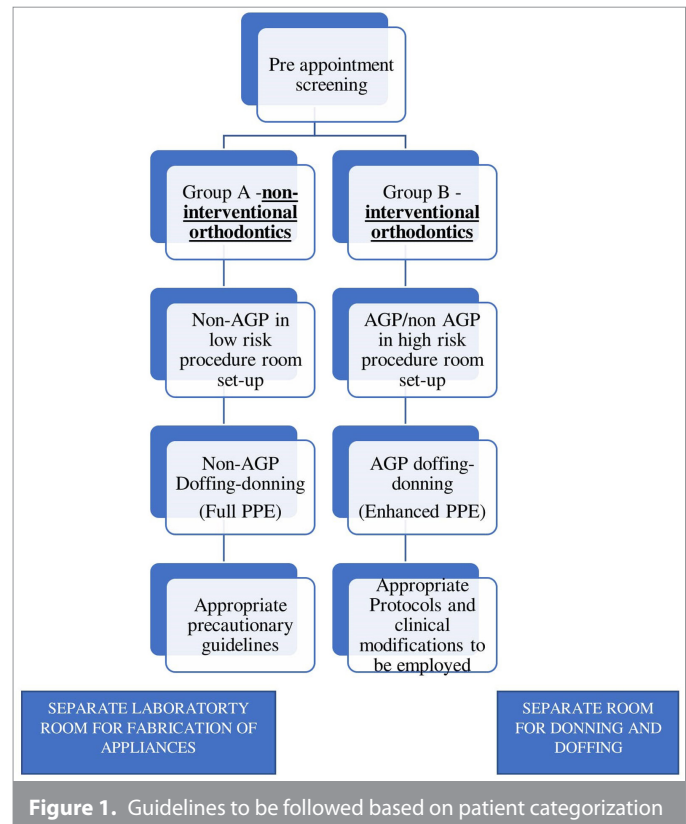 Pre appointment
screening
Group A -non-
interventional
orthodontics
Group B -
interventional
orthodontics
Non-AGP in
low risk
procedure room
set-up
AGP/non AGP
in high risk
procedure room
set-up
Non-AGP
Doffing-donning
(Full PPE)
AGP doffing-
donning
(Enhanced PPE)
Appropriate
precautionary
guidelines
Appropriate
Protocols and
clinical
modifications to
be employed
SEPARATE LABORATORTY
ROOM FOR FABRICATION OF
APPLIANCES
SEPARATE ROOM
FOR DONNING AND
DOFFING
Figure 1. Guidelines to be followed based on patient categorization